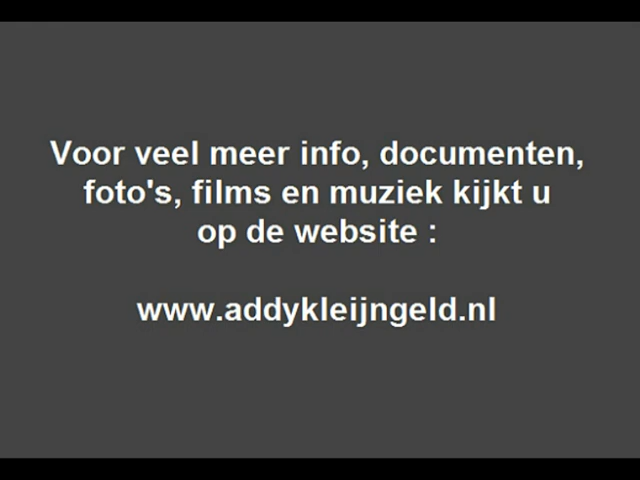 Voor veel meer info, documenten,
foto's, films en muziek kijkt u
op de website :
www.addykleijngeld.nl